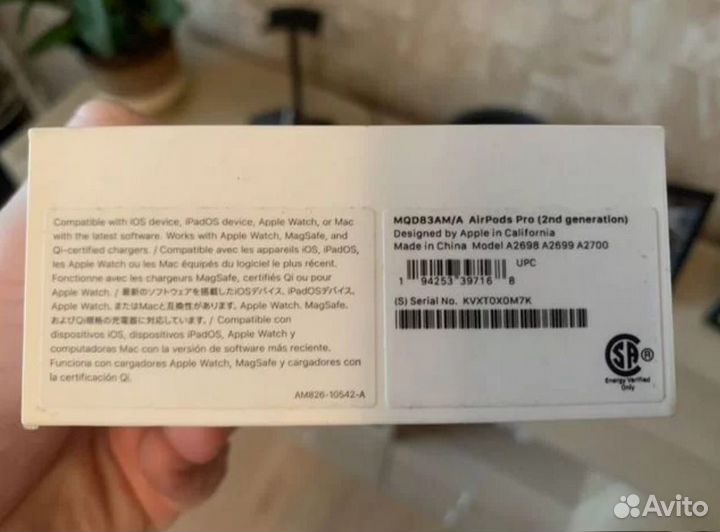 Compatible with iOS device, iPadOS device, Apple Watch, or Mac
with the latest software. Works with Apple Watch, MagSafe, and
Qi-certified chargers. / Compatible avec les appareils iOS, iPadOS,
les Apple Watch ou les Mac équipés du logiciel le plus récent.
Fonctionne avec les chargeurs MagSafe, certifiés Qi ou pour
Apple Watch. / 最新のソフトウェアを搭載したiOSデバイス、iPadOSデバイス、
Apple Watch、またはMacと互換性があります。Apple Watch、MagSafe、
およびQi規格の充電器に対応しています。 / Compatible con
dispositivos iOS, dispositivos iPadOS, Apple Watch y
computadoras Mac con la versión de software más reciente.
Funciona con cargadores Apple Watch, MagSafe y cargadores con
la certificación Qi.
AM826-10542-A
MQD83AM/A AirPods Pro (2nd generation)
Designed by Apple in California
Made in China Model A2698 A2699 A2700
UPC
1 94253 39716 8
(S) Serial No. KVXT0X0M7K
SA ®
Energy Verified
Only
Avito